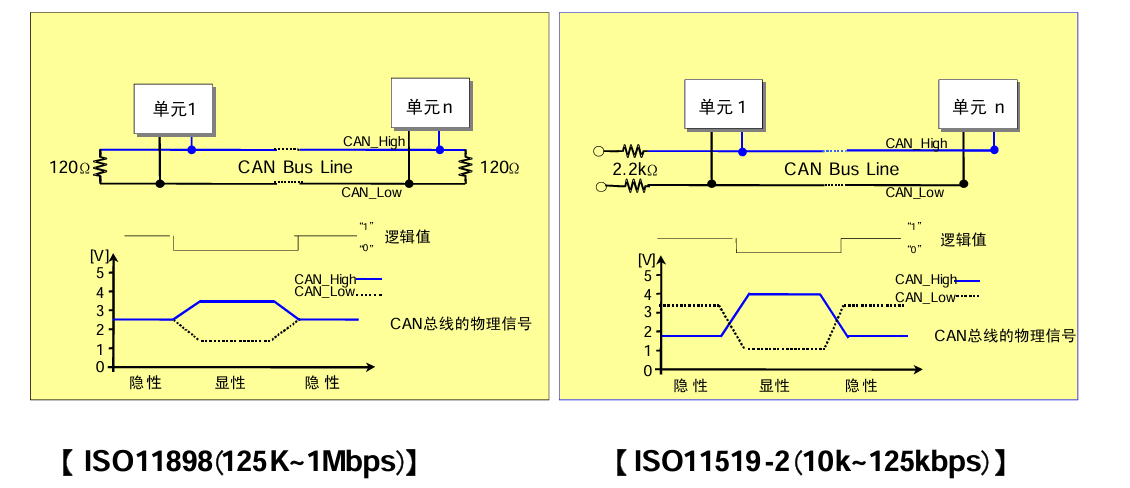 单元1
单元n
CAN_High
120Ω
CAN Bus Line
120Ω
CAN_Low
“1”
“0”
逻辑值
[V]
5
4
3
2
1
0
CAN_High
CAN_Low
CAN总线的物理信号
隐性
显性
隐性
【 ISO11898(125K~1Mbps)】
单元 1
单元 n
CAN_High
2.2kΩ
CAN Bus Line
CAN_Low
“1”
“0”
逻辑值
[V]
5
4
3
2
1
0
CAN_High
CAN_Low
CAN总线的物理信号
隐性
显性
隐性
【 ISO11519-2(10k~125kbps)】